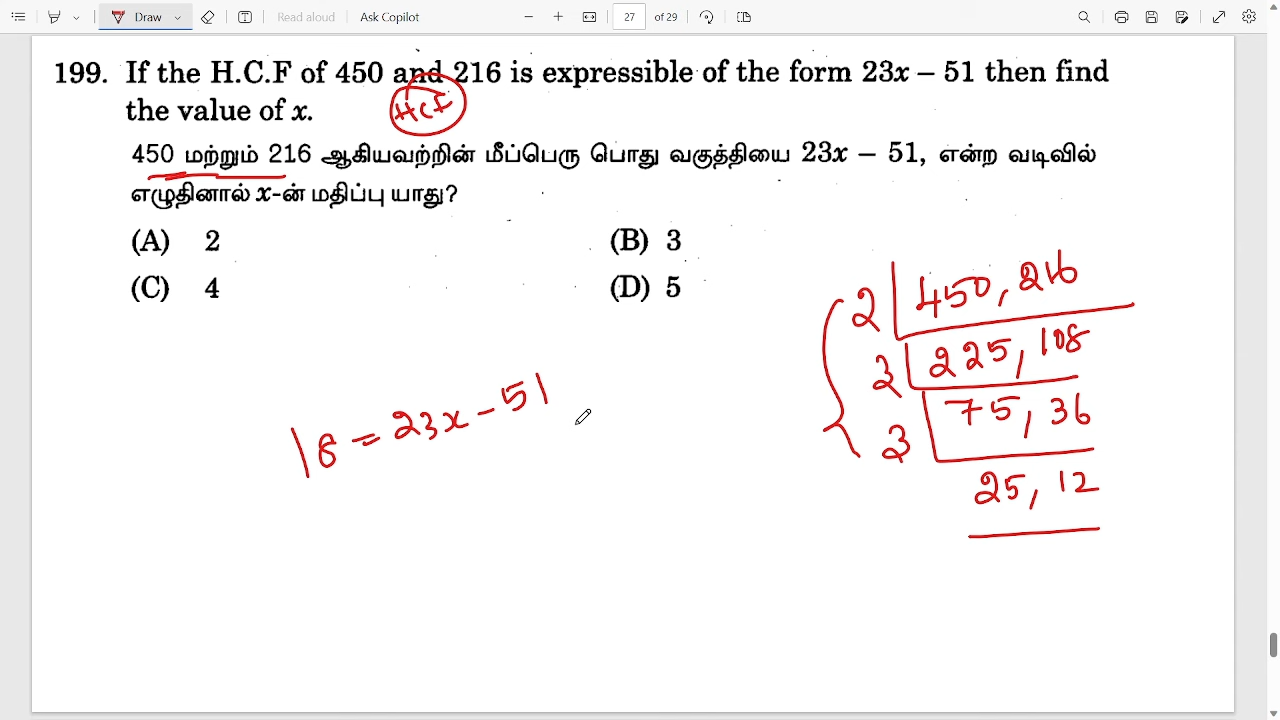 Draw
Read aloud
Ask Copilot
27
of 29
199. If the H.C.F of 450 and 216 is expressible of the form 23x – 51 then find
the value of x.
HCF
450 மற்றும் 216 ஆகியவற்றின் மீப்பெரு பொது வகுத்தியை 23x – 51, என்ற வடிவில்
எழுதினால் x-ன் மதிப்பு யாது?
(A) 2
(B) 3
(C) 4
(D) 5
2 450, 216
3 225, 108
3 75, 36
25, 12
18 = 23x – 51